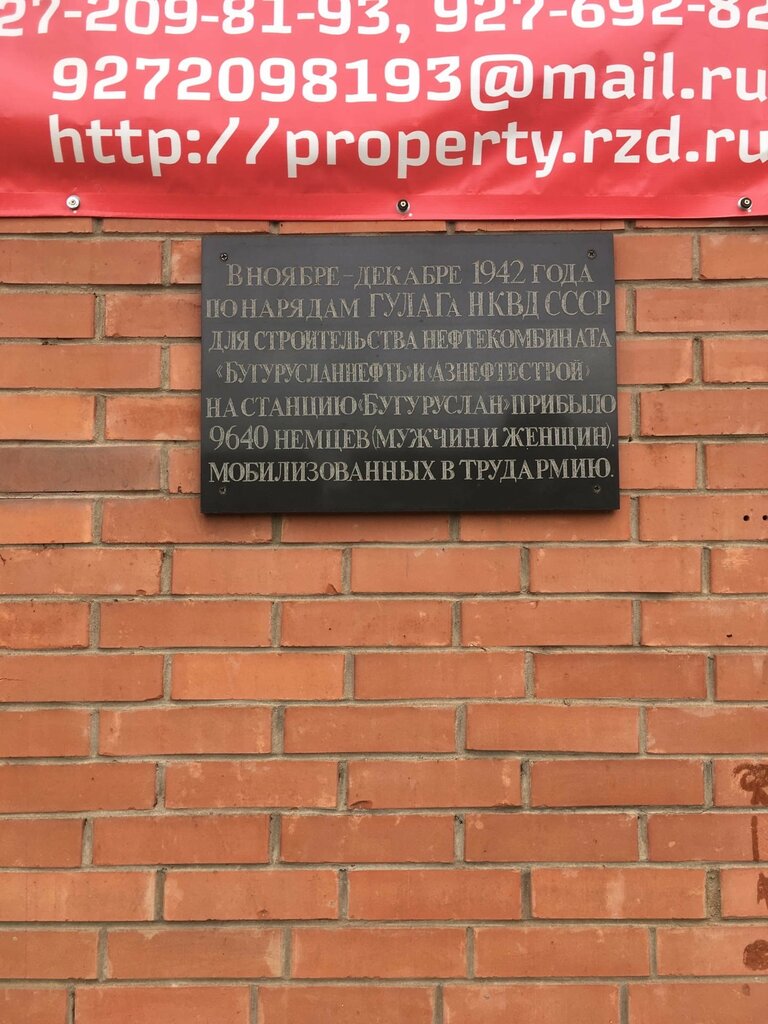 27-209-81-93, 927-692-82
9272098193@mail.ru
http://property.rzd.ru
В НОЯБРЕ-ДЕКАБРЕ 1942 ГОДА
ПО НАРЯДАМ ГУЛАГА НКВД СССР
ДЛЯ СТРОИТЕЛЬСТВА НЕФТЕКОМБИНАТА
«БУГУРУСЛАННЕФТЬ» И «АЗНЕФТЕСТРОЙ»
НА СТАНЦИЮ «БУГУРУСЛАН» ПРИБЫЛО
9640 НЕМЦЕВ (МУЖЧИН И ЖЕНЩИН),
МОБИЛИЗОВАННЫХ В ТРУДАРМИЮ.